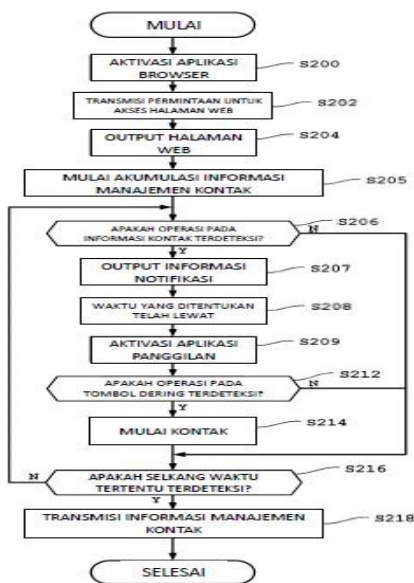 MULAI
AKTIVASI APLIKASI
BROWSER
S200
TRANSMISI PERMINTAAN UNTUK
AKSES HALAMAN WEB
S202
OUTPUT HALAMAN
WEB
S204
MULAI AKUMULASI INFORMASI
MANAJEMEN KONTAK
S205
APAKAH OPERASI PADA
INFORMASI KONTAK TERDETEKSI?
S206
N
Y
OUTPUT INFORMASI
NOTIFIKASI
S207
WAKTU YANG DITENTUKAN
TELAH LEWAT
S208
AKTIVASI APLIKASI
PANGGILAN
S209
APAKAH OPERASI PADA
TOMBOL DERING TERDETEKSI?
S212
N
Y
MULAI KONTAK
S214
APAKAH SELKANG WAKTU
TERTENTU TERDETEKSI?
S216
N
Y
TRANSMISI INFORMASI MANAJEMEN
KONTAK
S218
SELESAI